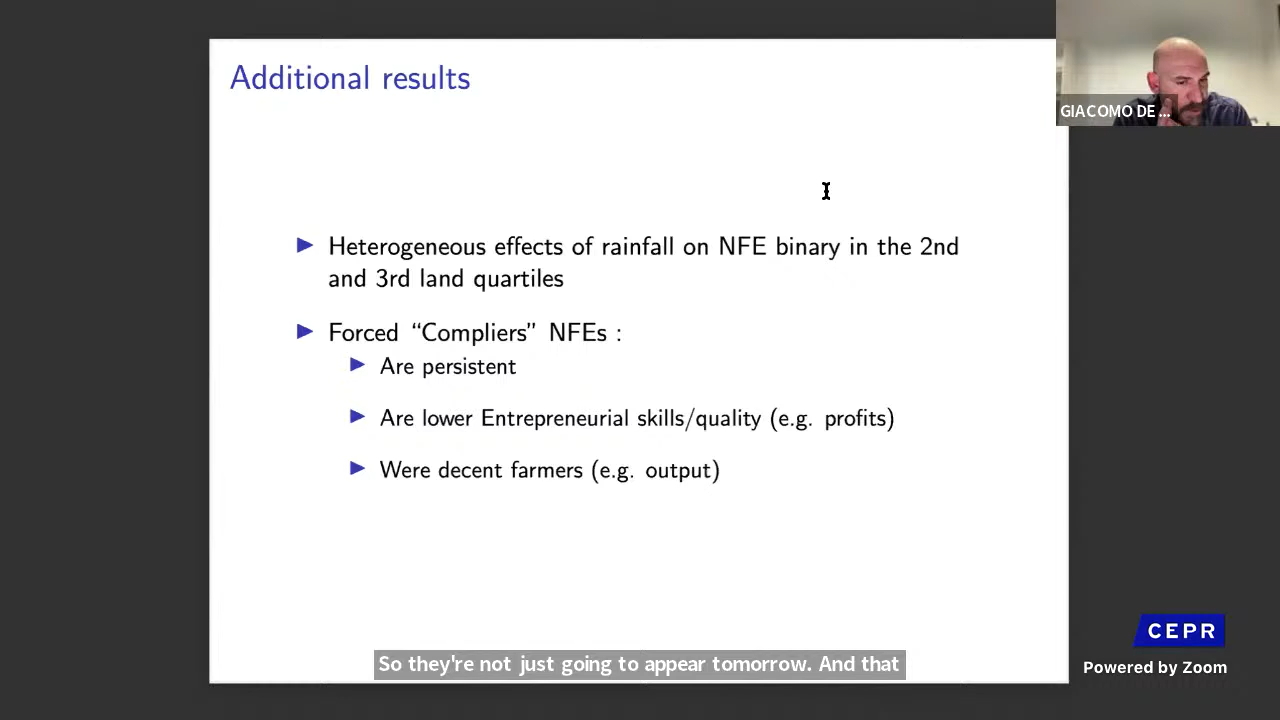 Additional results
GIACOMO DE ...
Heterogeneous effects of rainfall on NFE binary in the 2nd
and 3rd land quartiles
Forced “Compliers” NFEs :
Are persistent
Are lower Entrepreneurial skills/quality (e.g. profits)
Were decent farmers (e.g. output)
CEPR
So they're not just going to appear tomorrow. And that
Powered by Zoom